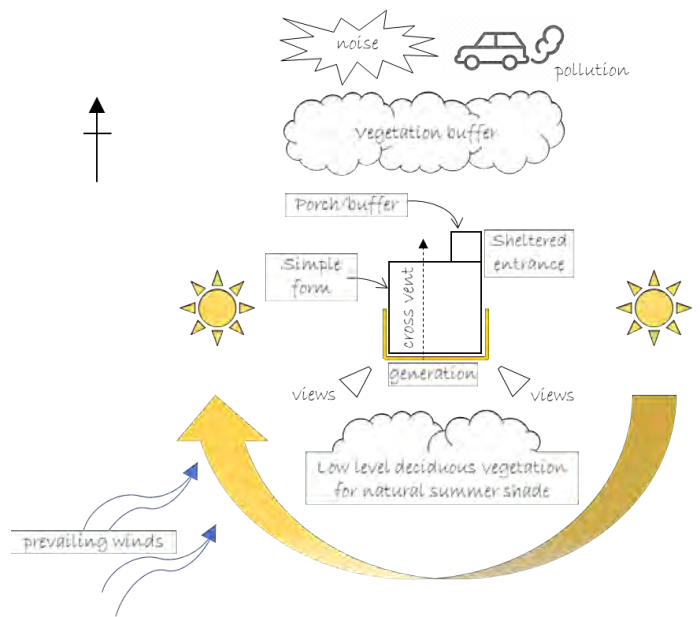 noise
pollution
vegetation buffer
Porch/buffer
Sheltered
entrance
Simple
form
cross vent
generation
views
views
Low level deciduous vegetation
for natural summer shade
prevailing winds